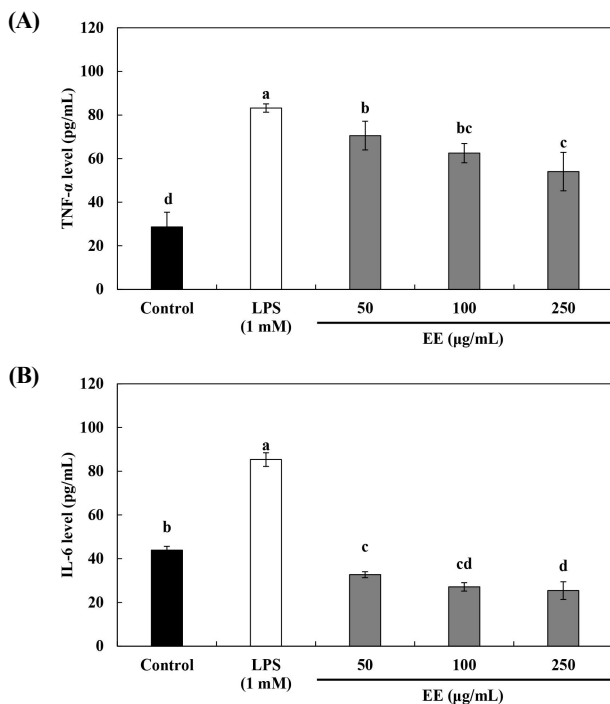 (A)
TNF-α level (pg/mL)
120
100
80
60
40
20
0
d
a
b
bc
c
Control LPS 50 100 250
(1 mM)
EE (μg/mL)
(B)
IL-6 level (pg/mL)
120
100
80
60
40
20
0
b
a
c
cd
d
Control LPS 50 100 250
(1 mM)
EE (μg/mL)